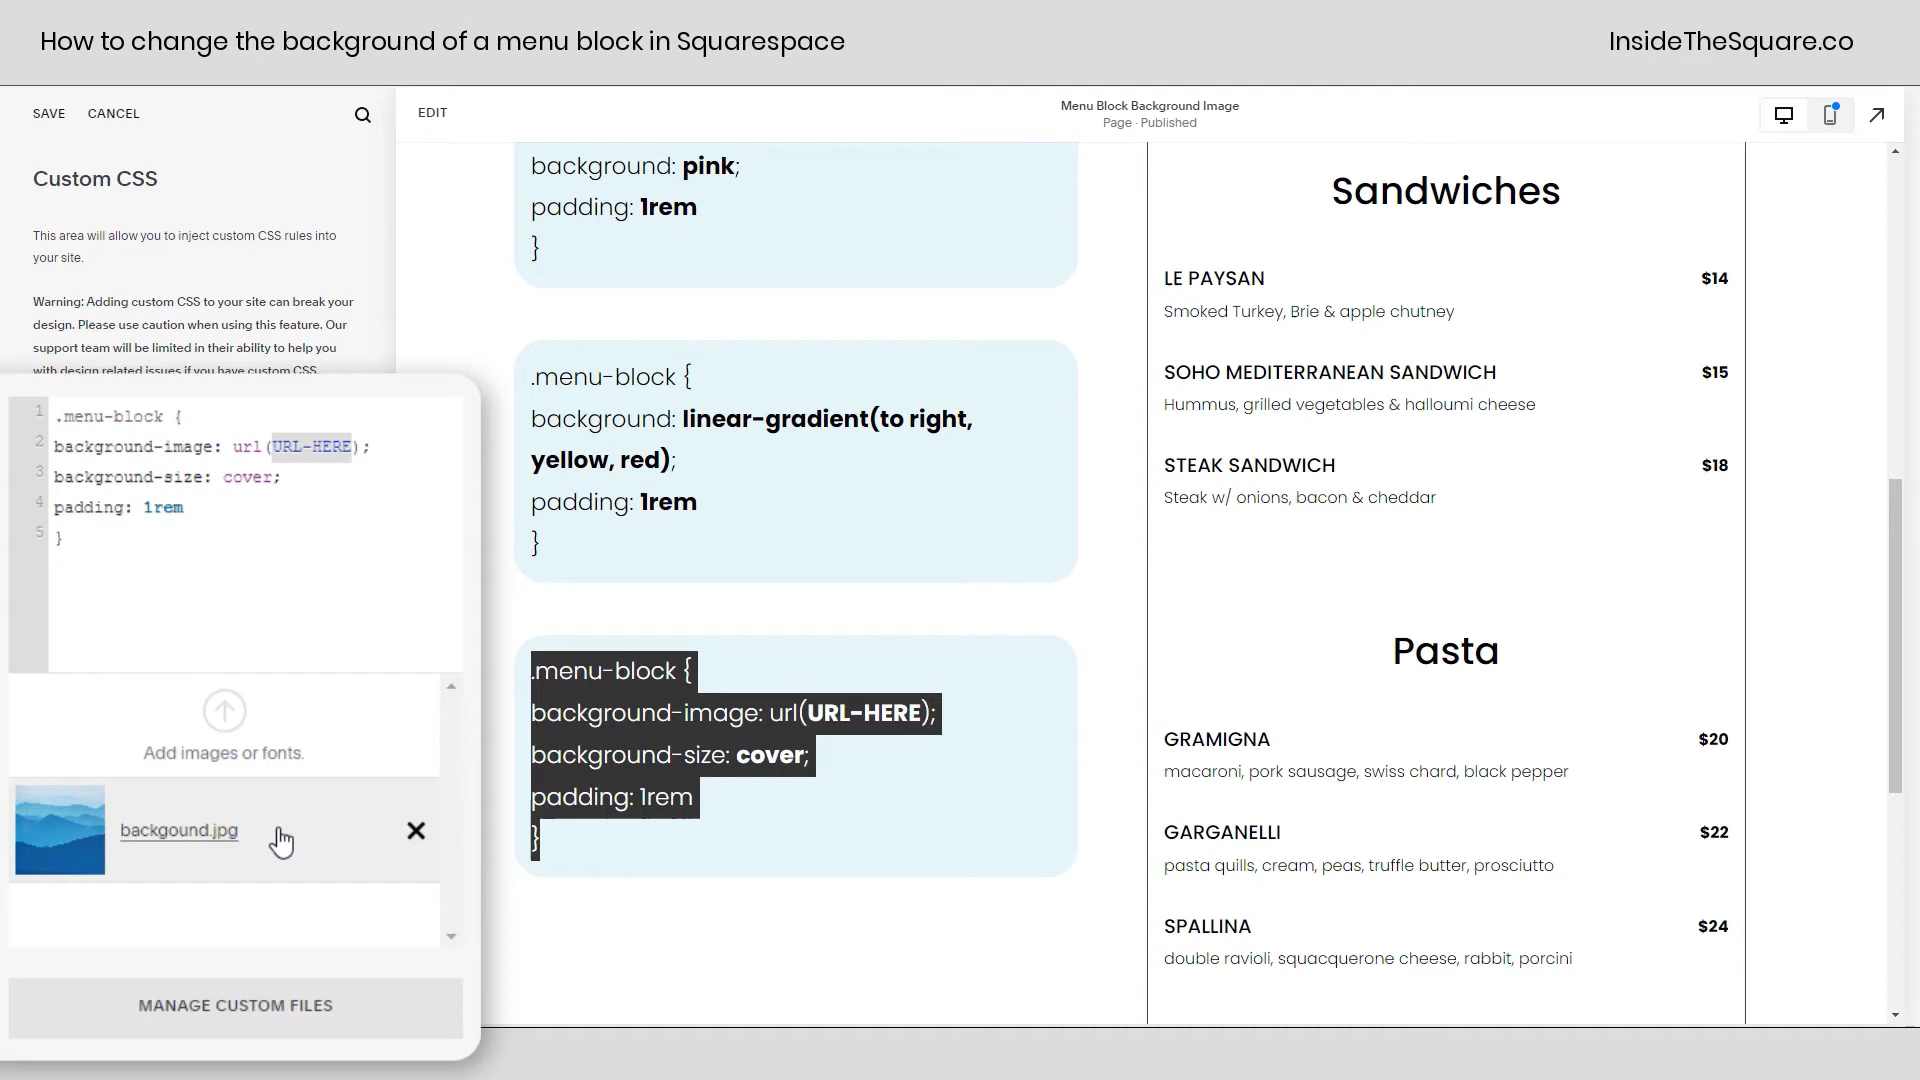 How to change the background of a menu block in Squarespace
InsideTheSquare.co
SAVE CANCEL
EDIT
Menu Block Background Image
Page · Published
Custom CSS
This area will allow you to inject custom CSS rules into
your site.
Warning: Adding custom CSS to your site can break your
design. Please use caution when using this feature. Our
support team will be limited in their ability to help you
with design related issues if you have custom CSS.
1 .menu-block {
2 background-image: url(URL-HERE);
3 background-size: cover;
4 padding: 1rem
5 }
Add images or fonts.
backgound.jpg
MANAGE CUSTOM FILES
background: pink;
padding: 1rem
}
.menu-block {
background: linear-gradient(to right,
yellow, red);
padding: 1rem
}
.menu-block {
background-image: url(URL-HERE);
background-size: cover;
padding: 1rem
}
Sandwiches
LE PAYSAN $14
Smoked Turkey, Brie & apple chutney
SOHO MEDITERRANEAN SANDWICH $15
Hummus, grilled vegetables & halloumi cheese
STEAK SANDWICH $18
Steak w/ onions, bacon & cheddar
Pasta
GRAMIGNA $20
macaroni, pork sausage, swiss chard, black pepper
GARGANELLI $22
pasta quills, cream, peas, truffle butter, prosciutto
SPALLINA $24
double ravioli, squacquerone cheese, rabbit, porcini